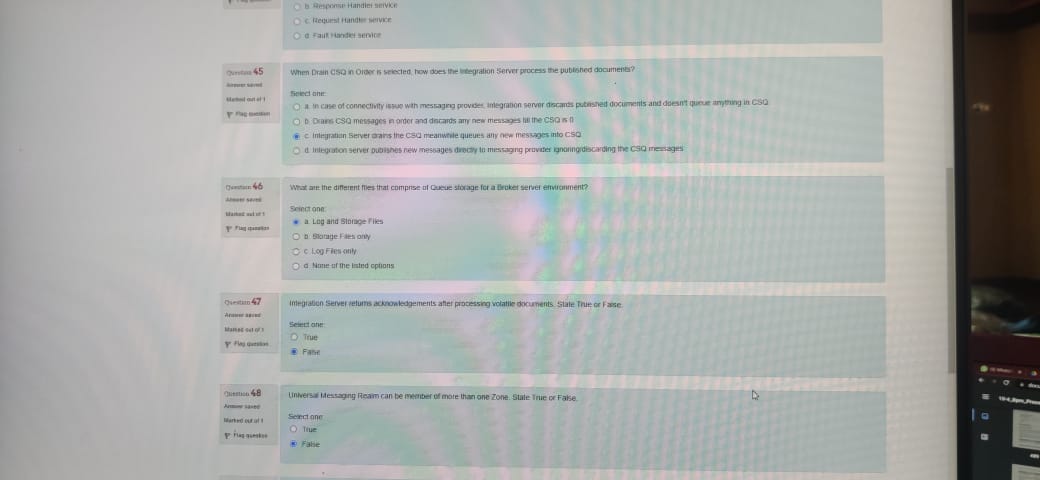 b. Response Handler service
c. Request Handler service
d. Fault Handler service
Question 45
Answer saved
Marked out of 1
Flag question
When Drain CSQ in Order is selected, how does the Integration Server process the published documents?
Select one:
a. In case of connectivity issue with messaging provider, Integration server discards published documents and doesn't queue anything in CSQ
b. Drains CSQ messages in order and discards any new messages till the CSQ is 0
c. Integration Server drains the CSQ meanwhile queues any new messages into CSQ
d. Integration server publishes new messages directly to messaging provider ignoring/discarding the CSQ messages
Question 46
Answer saved
Marked out of 1
Flag question
What are the different files that comprise of Queue storage for a Broker server environment?
Select one:
a. Log and Storage Files
b. Storage Files only
c. Log Files only
d. None of the listed options
Question 47
Answer saved
Marked out of 1
Flag question
Integration Server returns acknowledgements after processing volatile documents. State True or False.
Select one:
True
False
Question 48
Answer saved
Marked out of 1
Flag question
Universal Messaging Realm can be member of more than one Zone. State True or False.
Select one:
True
False